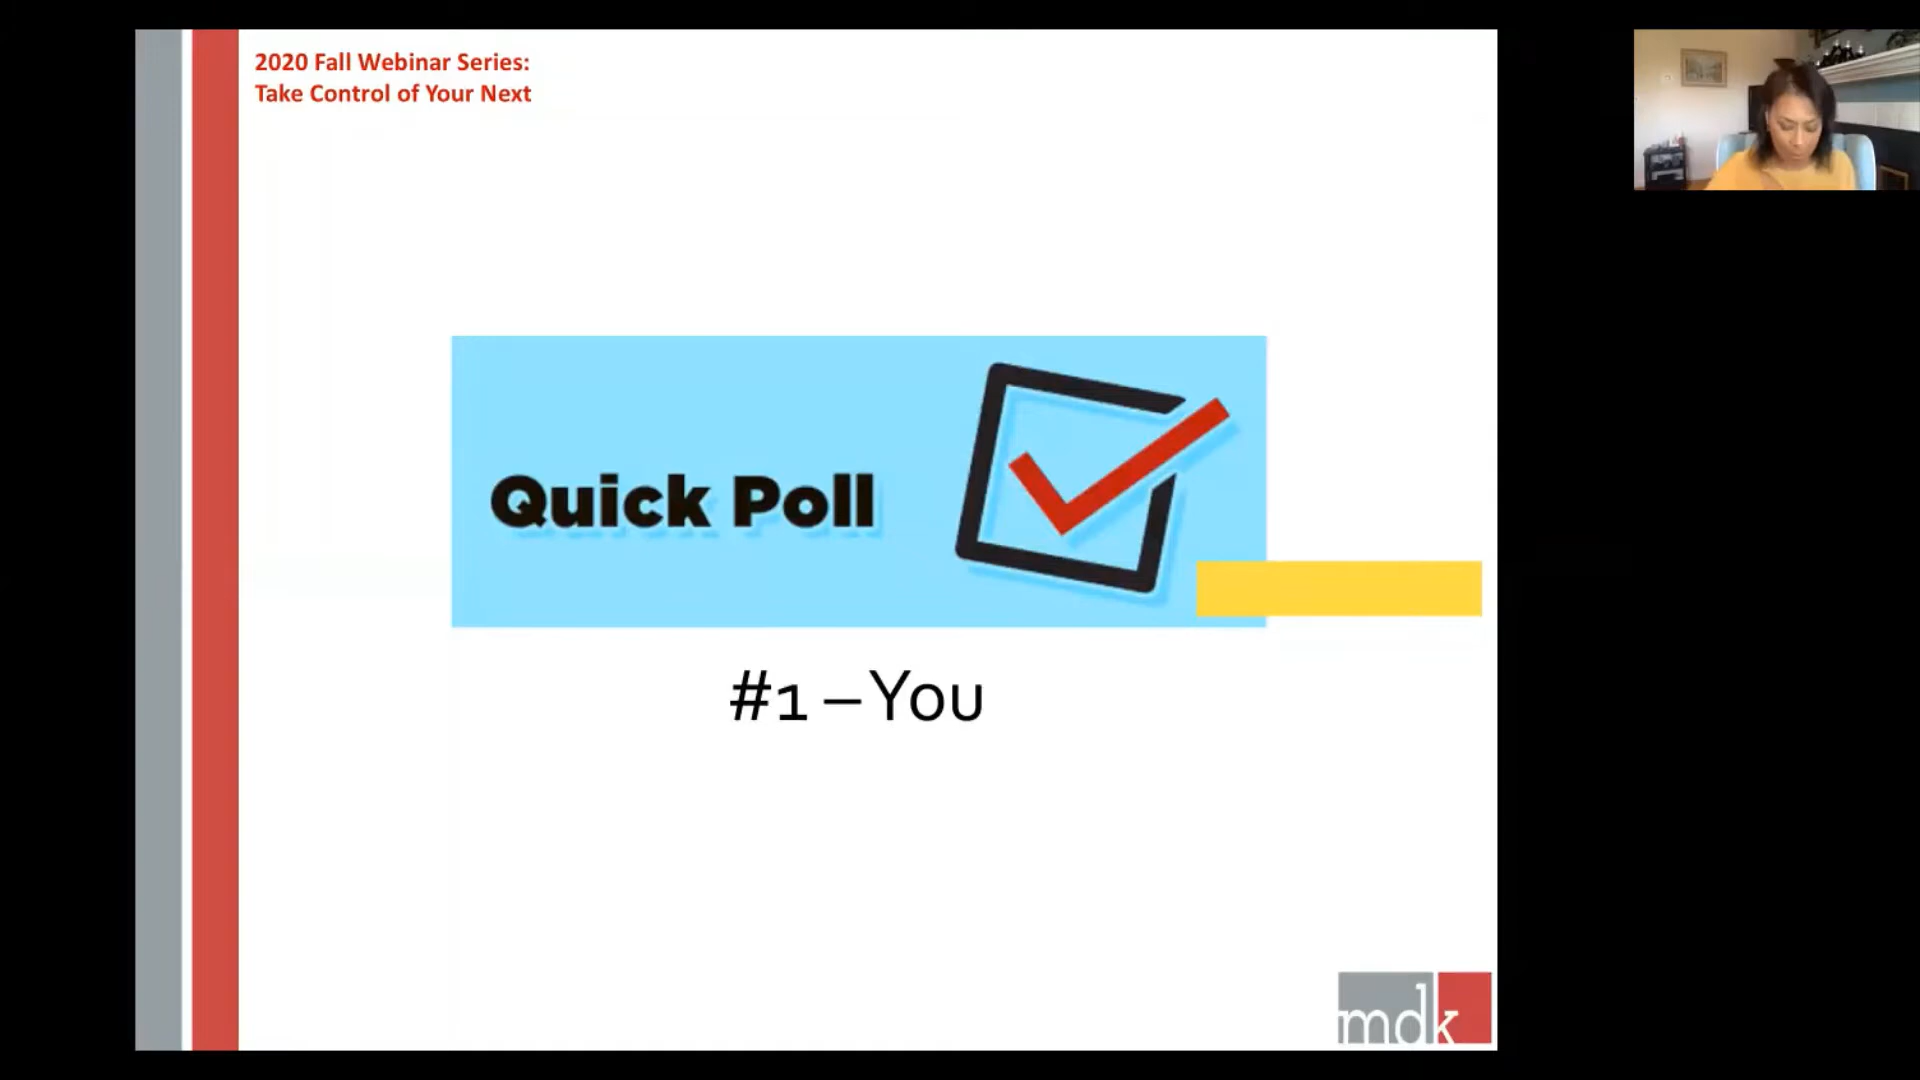 2020 Fall Webinar Series:
Take Control of Your Next
Quick Poll
#1 – You
mdk